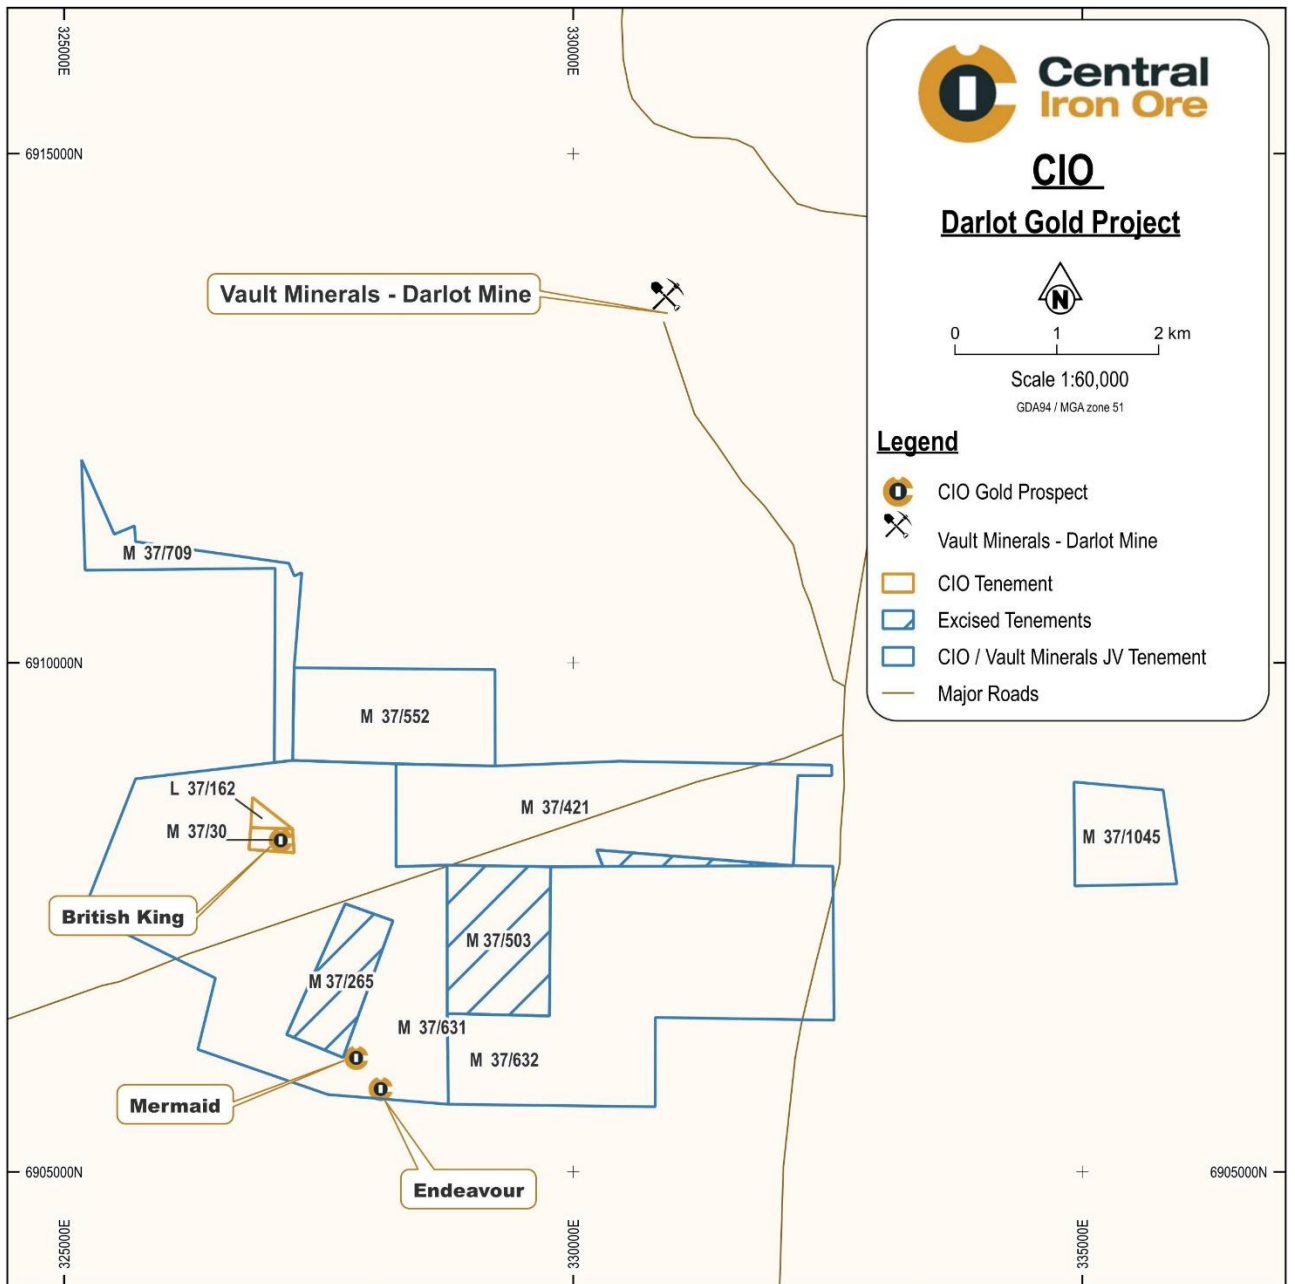 325000E
330000E
6915000N
Central
Iron Ore
CIO
Darlot Gold Project
N
0 1 2 km
Scale 1:60,000
GDA94 / MGA zone 51
Legend
CIO Gold Prospect
Vault Minerals - Darlot Mine
CIO Tenement
Excised Tenements
CIO / Vault Minerals JV Tenement
Major Roads
Vault Minerals - Darlot Mine
M 37/709
6910000N
M 37/552
L 37/162
M 37/421
M 37/30
M 37/1045
British King
M 37/503
M 37/265
M 37/631
M 37/632
Mermaid
6905000N
6905000N
Endeavour
325000E
330000E
335000E